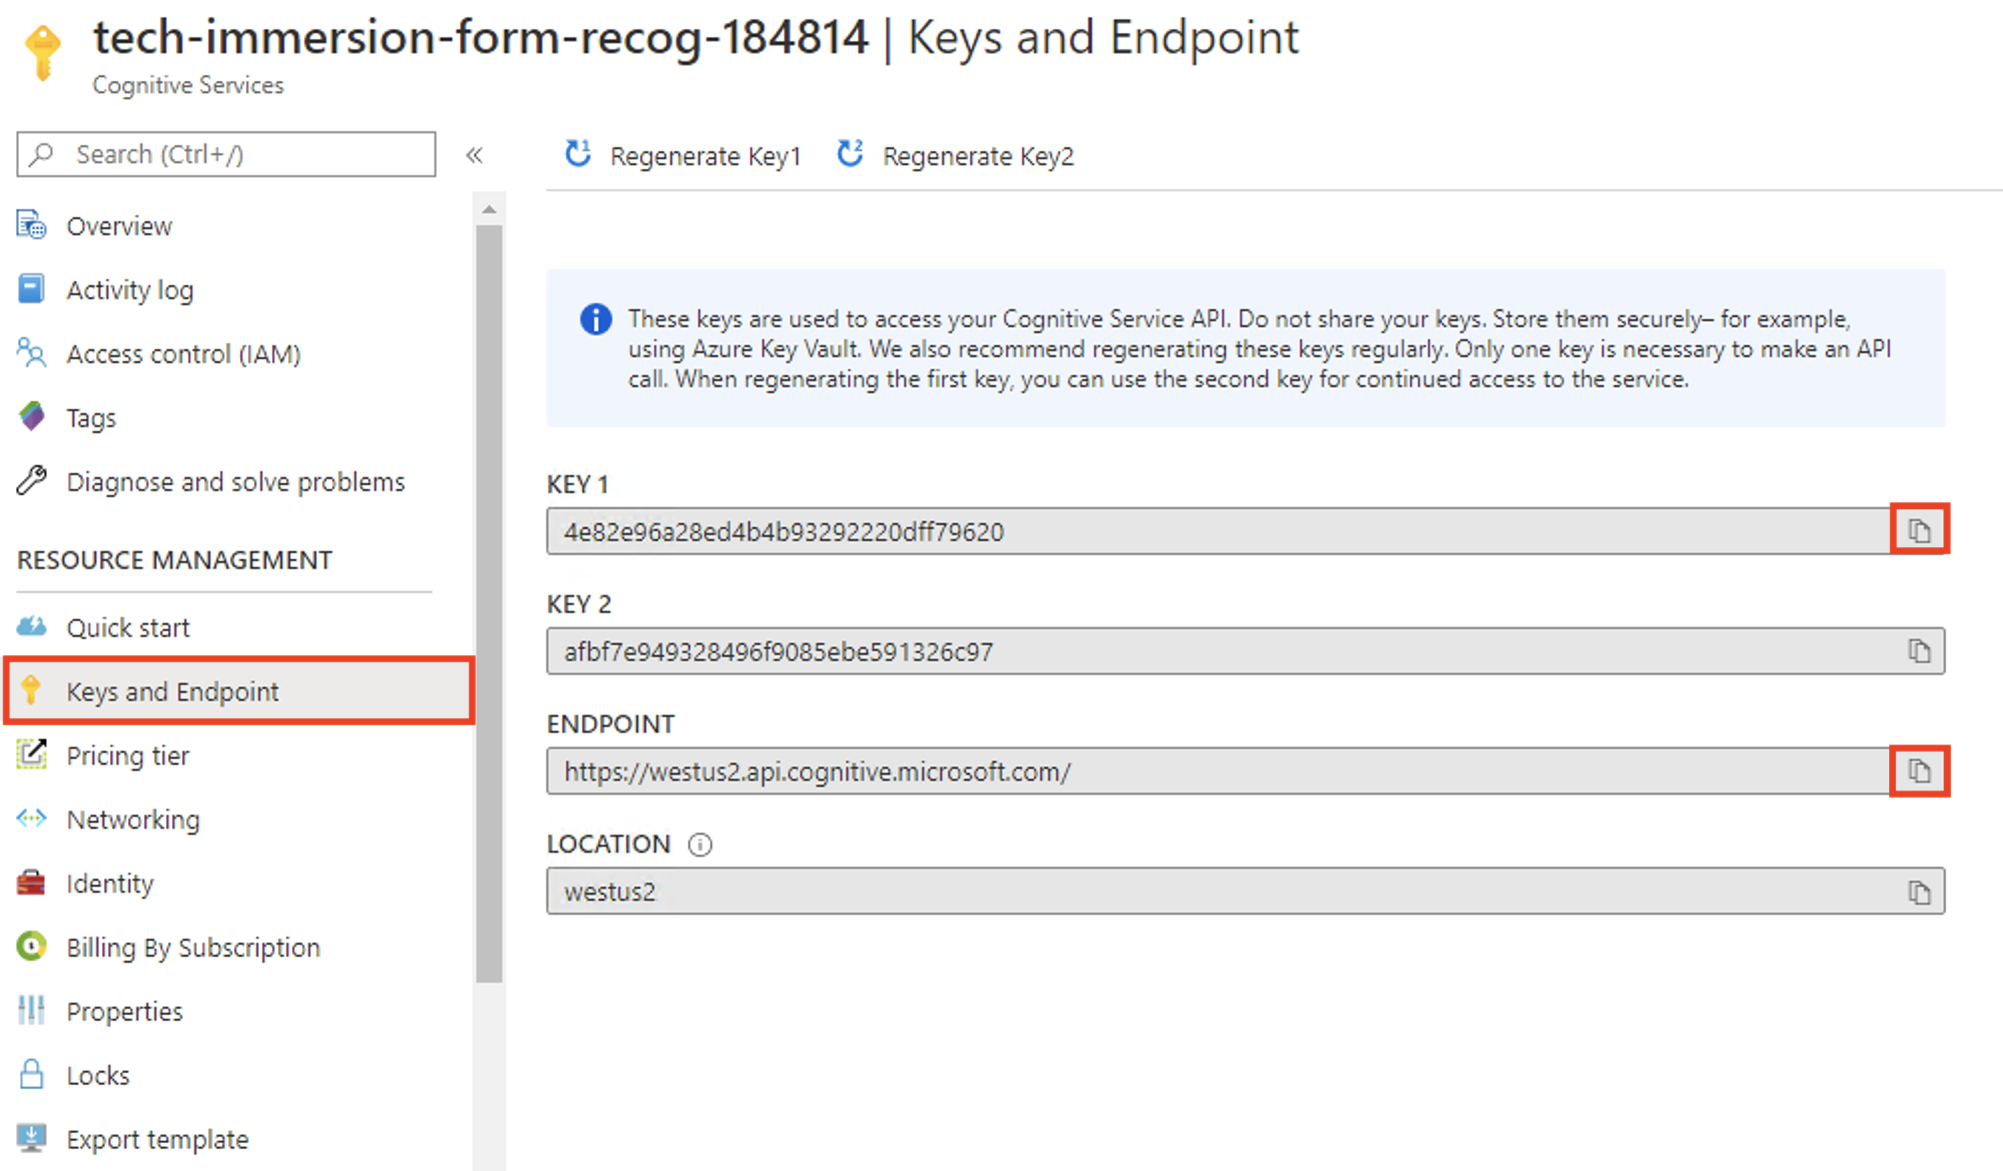 tech-immersion-form-recog-184814 | Keys and Endpoint
Cognitive Services
Search (Ctrl+/)
«
Overview
Activity log
Access control (IAM)
Tags
Diagnose and solve problems
RESOURCE MANAGEMENT
Quick start
Keys and Endpoint
Pricing tier
Networking
Identity
Billing By Subscription
Properties
Locks
Export template
1 Regenerate Key1
2 Regenerate Key2
These keys are used to access your Cognitive Service API. Do not share your keys. Store them securely– for example,
using Azure Key Vault. We also recommend regenerating these keys regularly. Only one key is necessary to make an API
call. When regenerating the first key, you can use the second key for continued access to the service.
KEY 1
4e82e96a28ed4b4b93292220dff79620
KEY 2
afbf7e949328496f9085ebe591326c97
ENDPOINT
https://westus2.api.cognitive.microsoft.com/
LOCATION
westus2